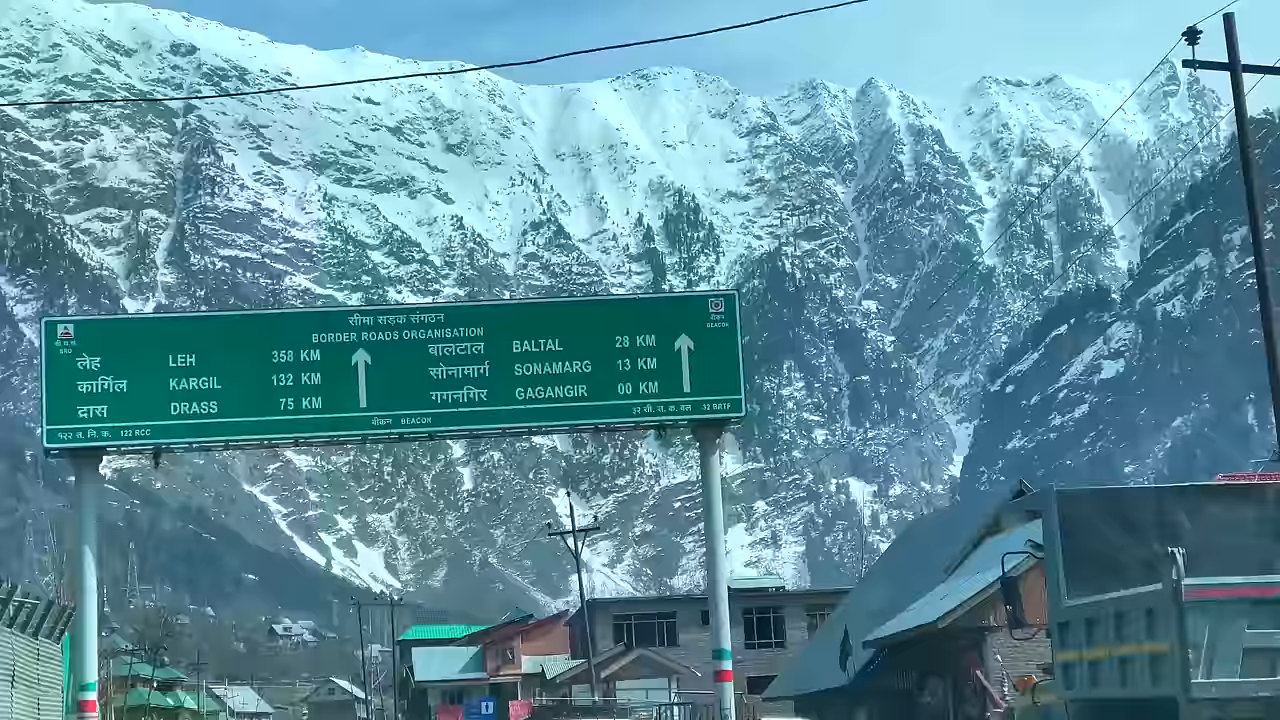 सीमा सड़क संगठन
BORDER ROADS ORGANISATION
सी.स.सं.
BRO
बीकन
BEACON
लेह LEH 358 KM
कार्गिल KARGIL 132 KM
द्रास DRASS 75 KM
बालटाल BALTAL 28 KM
सोनामार्ग SONAMARG 13 KM
गगनगिर GAGANGIR 00 KM
१२२ स. नि. क. 122 RCC
बीकन BEACON
३२ सी. स. क. बल 32 BRTF